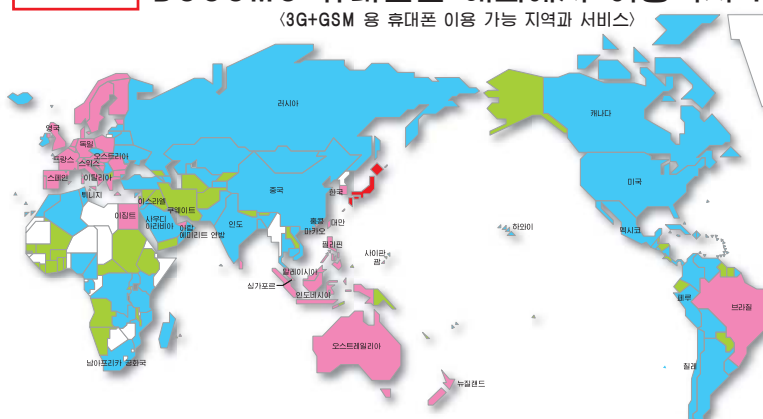 〈3G+GSM 용 휴대폰 이용 가능 지역과 서비스〉
러시아
캐나다
영국
독일
프랑스
스위스
오스트리아
스페인
이탈리아
튀니지
이스라엘
쿠웨이트
이집트
사우디
아라비아
아랍
에미리트 연방
인도
중국
한국
홍콩
마카오
대만
필리핀
사이판
괌
하와이
미국
멕시코
말레이시아
싱가포르
인도네시아
오스트레일리아
뉴질랜드
남아프리카 공화국
페루
브라질
칠레